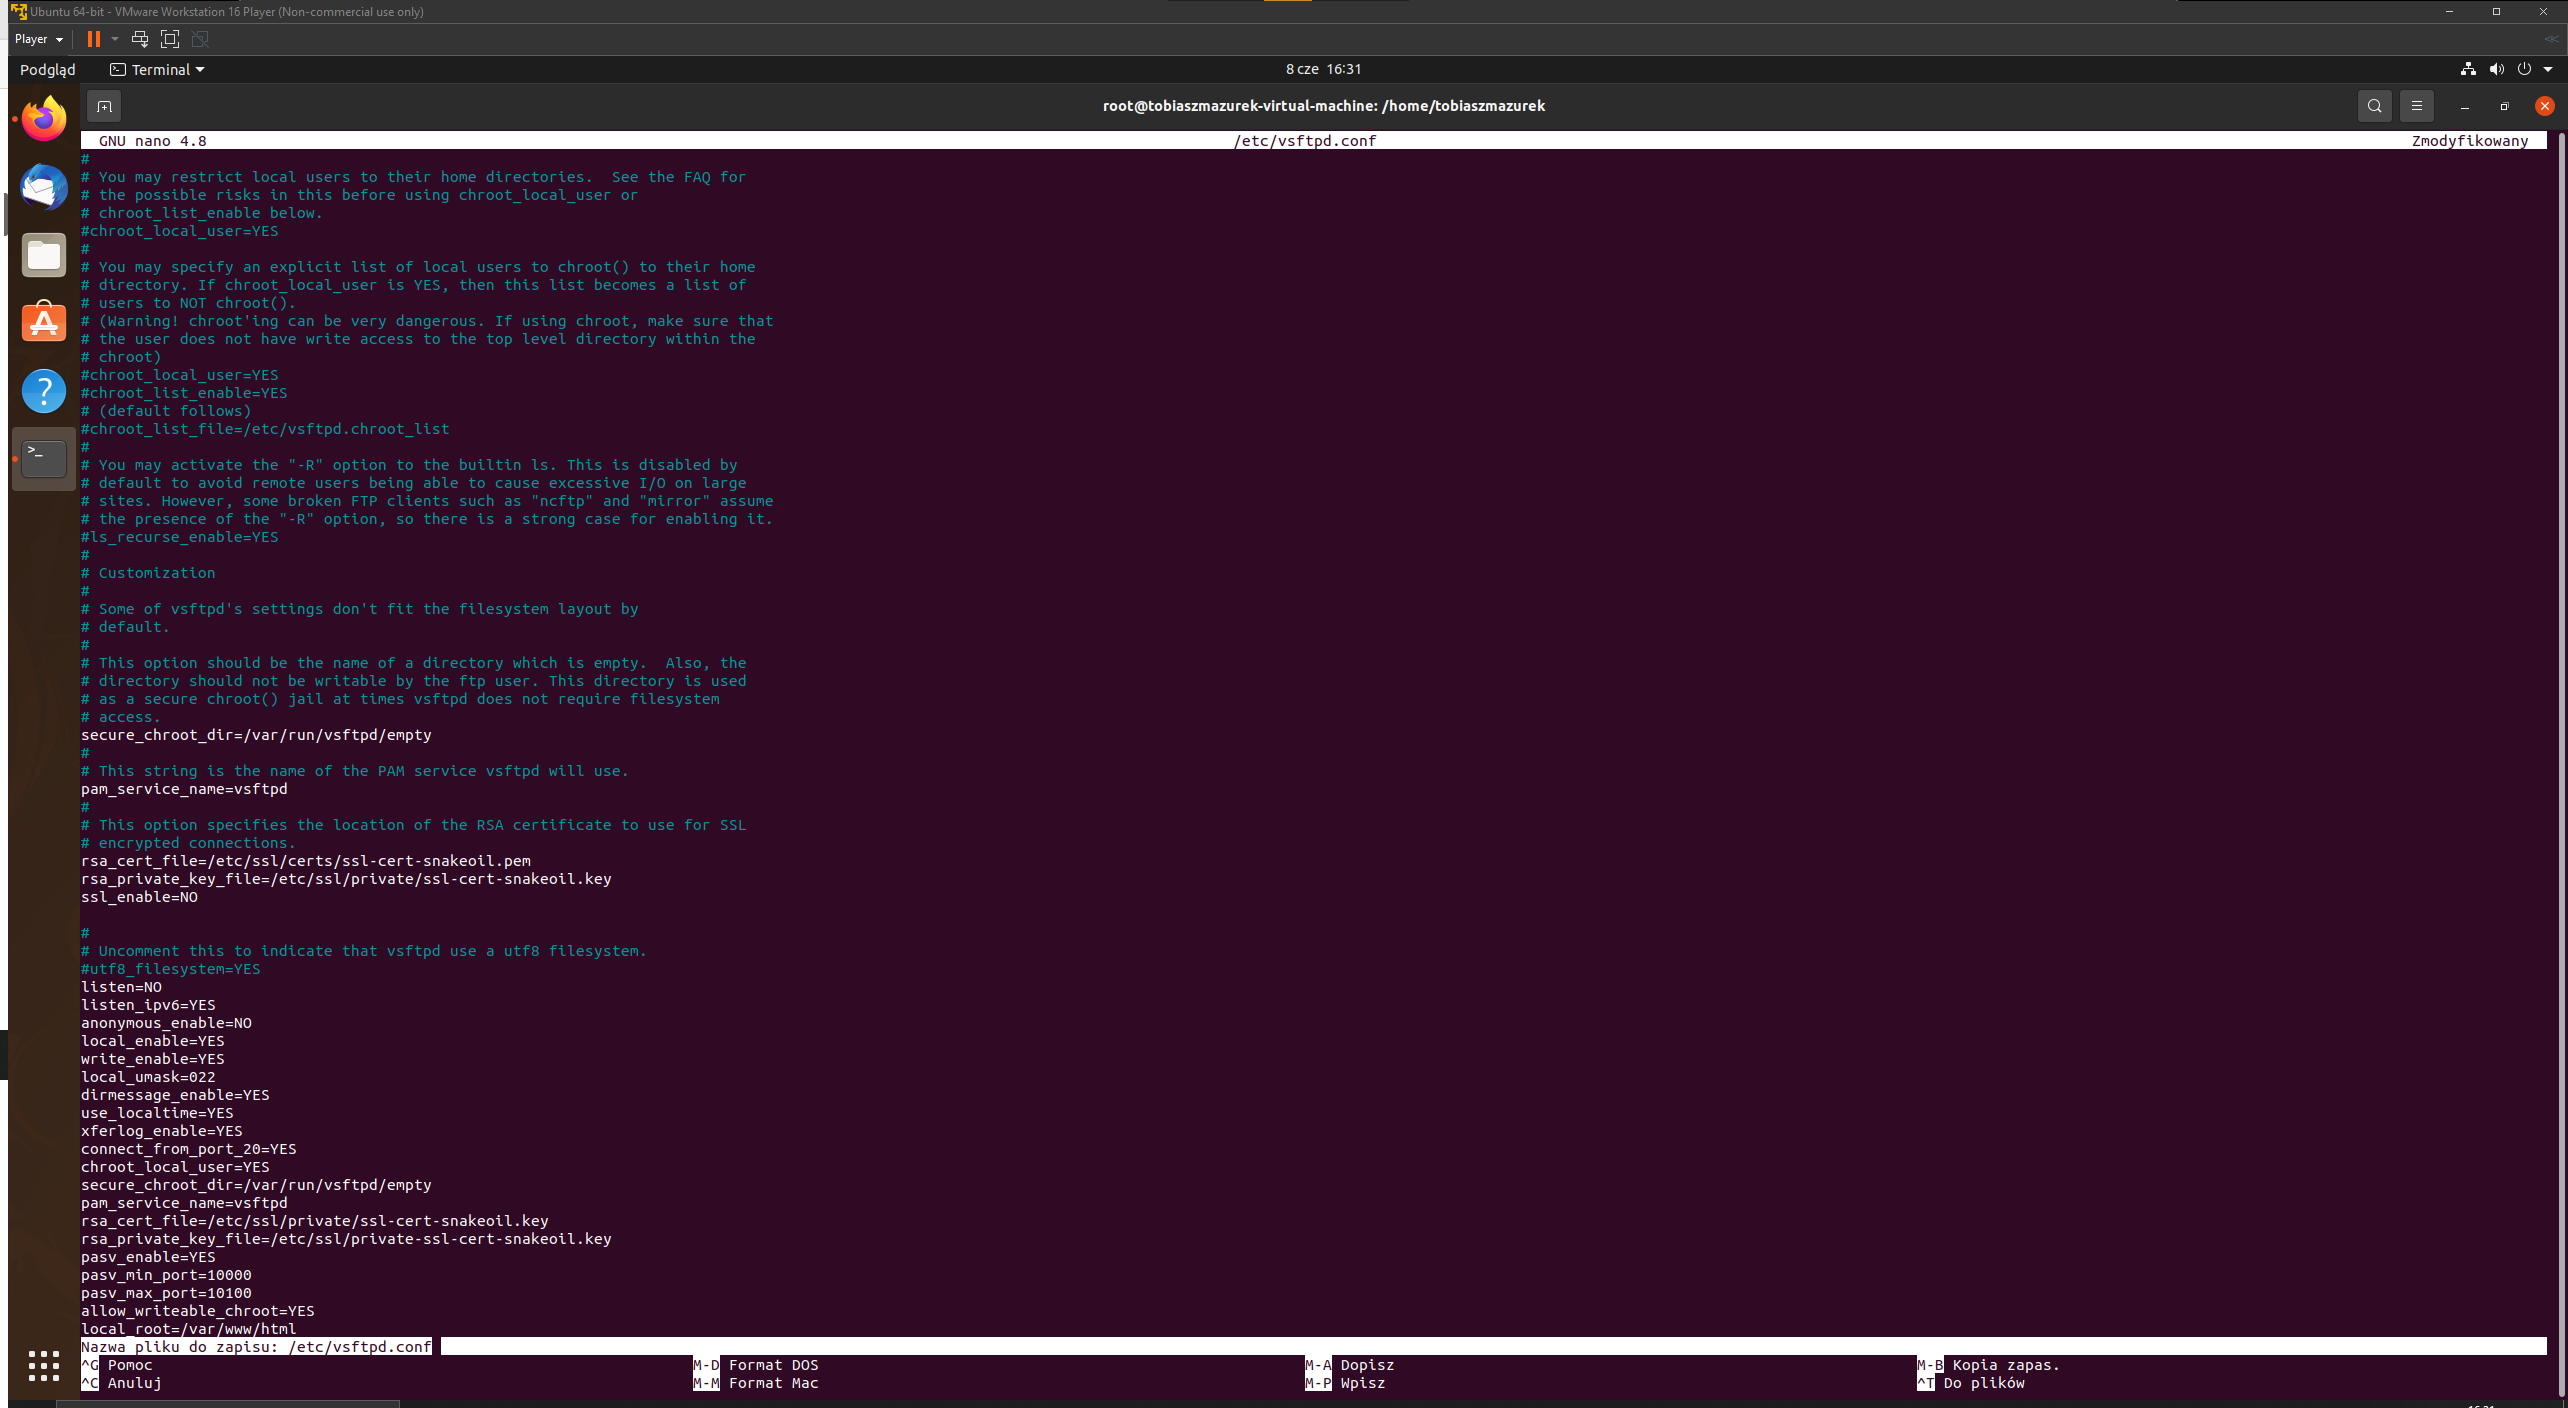 Ubuntu 64-bit - VMware Workstation 16 Player (Non-commercial use only)
Player
Podgląd Terminal 8 cze 16:31
root@tobiaszmazurek-virtual-machine: /home/tobiaszmazurek
GNU nano 4.8 /etc/vsftpd.conf Zmodyfikowany
#
# You may restrict local users to their home directories.  See the FAQ for
# the possible risks in this before using chroot_local_user or
# chroot_list_enable below.
#chroot_local_user=YES
#
# You may specify an explicit list of local users to chroot() to their home
# directory. If chroot_local_user is YES, then this list becomes a list of
# users to NOT chroot().
# (Warning! chroot'ing can be very dangerous. If using chroot, make sure that
# the user does not have write access to the top level directory within the
# chroot)
#chroot_local_user=YES
#chroot_list_enable=YES
# (default follows)
#chroot_list_file=/etc/vsftpd.chroot_list
#
# You may activate the "-R" option to the builtin ls. This is disabled by
# default to avoid remote users being able to cause excessive I/O on large
# sites. However, some broken FTP clients such as "ncftp" and "mirror" assume
# the presence of the "-R" option, so there is a strong case for enabling it.
#ls_recurse_enable=YES
#
# Customization
#
# Some of vsftpd's settings don't fit the filesystem layout by
# default.
#
# This option should be the name of a directory which is empty.  Also, the
# directory should not be writable by the ftp user. This directory is used
# as a secure chroot() jail at times vsftpd does not require filesystem
# access.
secure_chroot_dir=/var/run/vsftpd/empty
#
# This string is the name of the PAM service vsftpd will use.
pam_service_name=vsftpd
#
# This option specifies the location of the RSA certificate to use for SSL
# encrypted connections.
rsa_cert_file=/etc/ssl/certs/ssl-cert-snakeoil.pem
rsa_private_key_file=/etc/ssl/private/ssl-cert-snakeoil.key
ssl_enable=NO
#
# Uncomment this to indicate that vsftpd use a utf8 filesystem.
#utf8_filesystem=YES
listen=NO
listen_ipv6=YES
anonymous_enable=NO
local_enable=YES
write_enable=YES
local_umask=022
dirmessage_enable=YES
use_localtime=YES
xferlog_enable=YES
connect_from_port_20=YES
chroot_local_user=YES
secure_chroot_dir=/var/run/vsftpd/empty
pam_service_name=vsftpd
rsa_cert_file=/etc/ssl/private/ssl-cert-snakeoil.key
rsa_private_key_file=/etc/ssl/private-ssl-cert-snakeoil.key
pasv_enable=YES
pasv_min_port=10000
pasv_max_port=10100
allow_writeable_chroot=YES
local_root=/var/www/html
Nazwa pliku do zapisu: /etc/vsftpd.conf
^G Pomoc M-D Format DOS M-A Dopisz M-B Kopia zapas.
^C Anuluj M-M Format Mac M-P Wpisz ^T Do plików